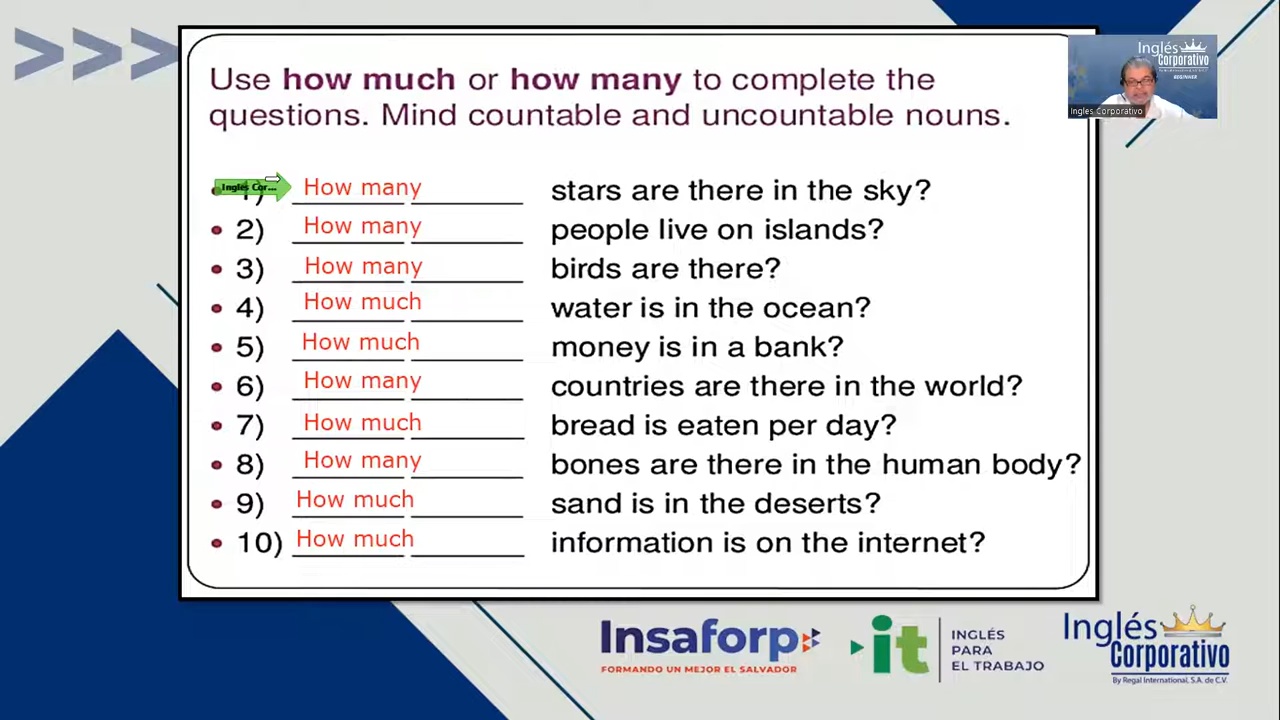 Inglés
Corporativo
BEGINNER
Ingles Corporativo
Use how much or how many to complete the
questions. Mind countable and uncountable nouns.
Inglés Cor... 1) How many stars are there in the sky?
2) How many people live on islands?
3) How many birds are there?
4) How much water is in the ocean?
5) How much money is in a bank?
6) How many countries are there in the world?
7) How much bread is eaten per day?
8) How many bones are there in the human body?
9) How much sand is in the deserts?
10) How much information is on the internet?
Insaforp
FORMANDO UN MEJOR EL SALVADOR
it
INGLÉS
PARA
EL TRABAJO
Inglés
Corporativo
By Regal International, S.A. de C.V.